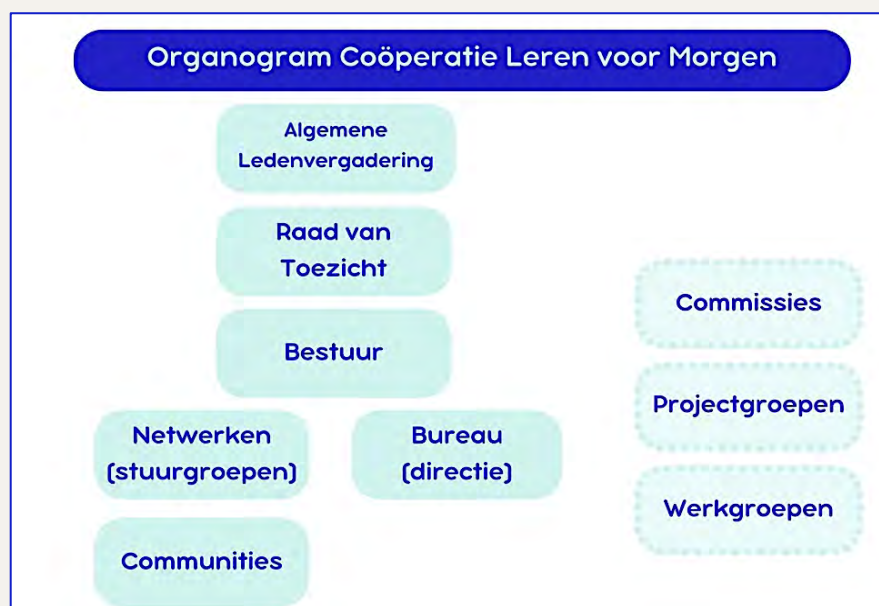 Organogram Coöperatie Leren voor Morgen
Algemene
Ledenvergadering
Raad van
Toezicht
Bestuur
Netwerken
(stuurgroepen)
Bureau
(directie)
Communities
Commissies
Projectgroepen
Werkgroepen